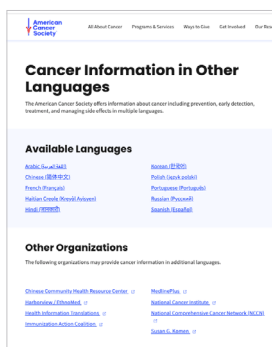 American
Cancer
Society
All About Cancer
Programs & Services
Ways to Give
Get Involved
Our Res
Cancer Information in Other
Languages
The American Cancer Society offers information about cancer including prevention, early detection,
treatment, and managing side effects in multiple languages.
Available Languages
Arabic (اللغة العربية)
Chinese (简体中文)
French (Français)
Haitian Creole (Kreyòl Ayisyen)
Hindi (मानक हिन्दी)
Korean (한국어)
Polish (język polski)
Portuguese (Português)
Russian (Русский)
Spanish (Español)
Other Organizations
The following organizations may provide cancer information in additional languages.
Chinese Community Health Resource Center
Harborview / EthnoMed
Health Information Translations
Immunization Action Coalition
MedlinePlus
National Cancer Institute
National Comprehensive Cancer Network (NCCN)
Susan G. Komen